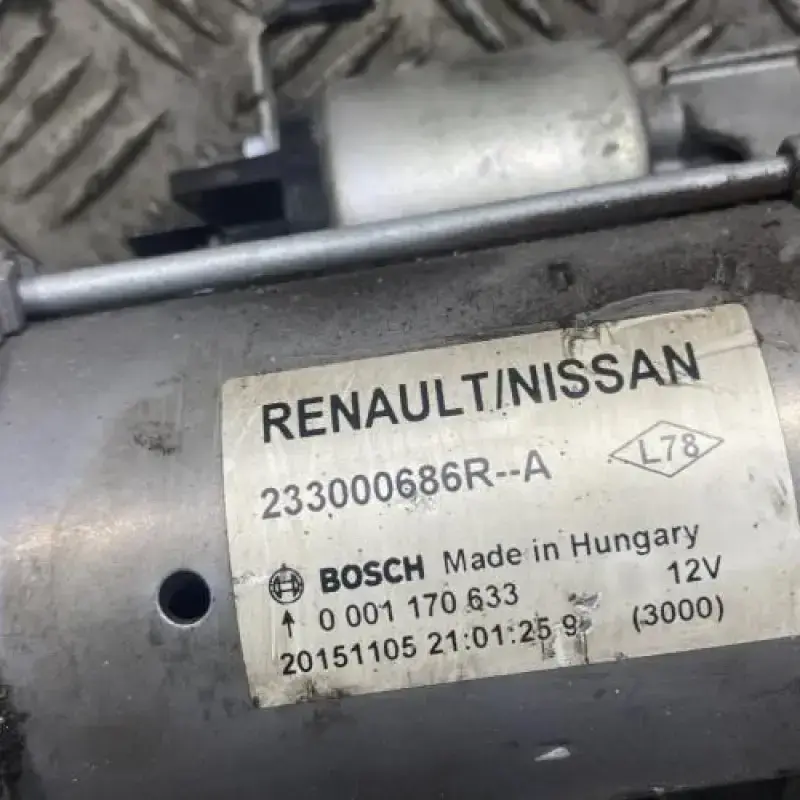 RENAULT/NISSAN
233000686R--A
L78
BOSCH Made in Hungary
0 001 170 633 12V
20151105 21:01:25 9 (3000)